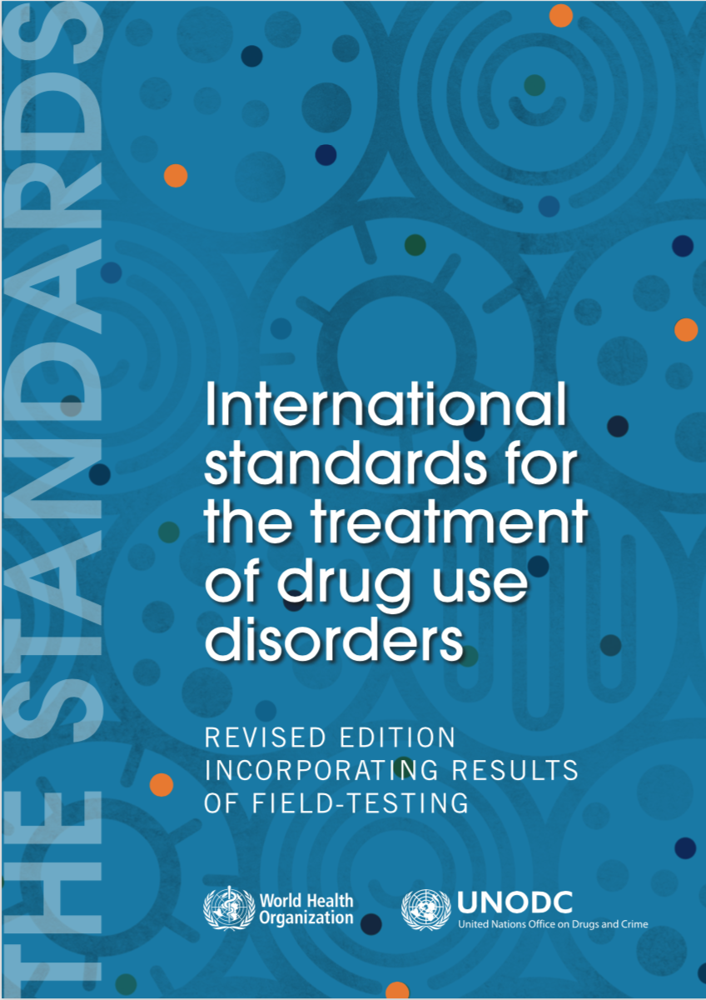 THE STANDARDS
International
standards for
the treatment
of drug use
disorders
REVISED EDITION
INCORPORATING RESULTS
OF FIELD-TESTING
World Health
Organization
UNODC
United Nations Office on Drugs and Crime